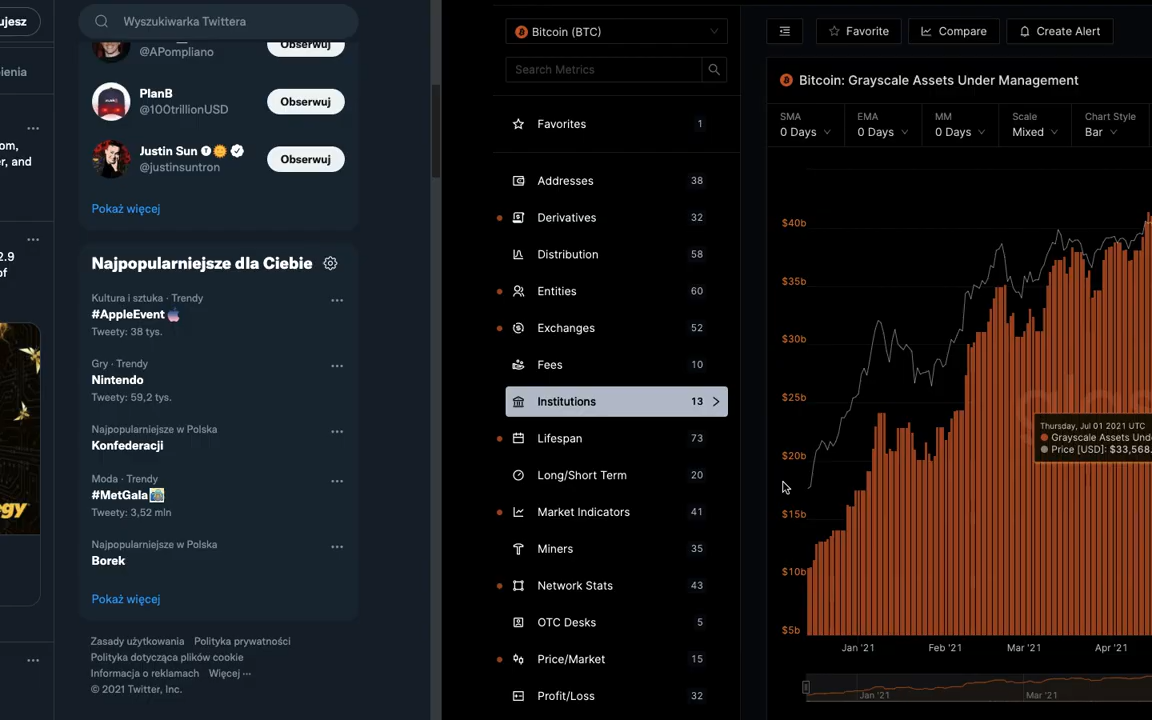 ujesz
ienia
om,
r, and
2.9
of
egy
Wyszukiwarka Twittera
@APompliano
Obserwuj
PlanB
@100trillionUSD
Obserwuj
Justin Sun
@justinsuntron
Obserwuj
Pokaż więcej
Najpopularniejsze dla Ciebie
Kultura i sztuka · Trendy
#AppleEvent
Tweety: 38 tys.
Gry · Trendy
Nintendo
Tweety: 59,2 tys.
Najpopularniejsze w Polska
Konfederacji
Moda · Trendy
#MetGala
Tweety: 3,52 mln
Najpopularniejsze w Polska
Borek
Pokaż więcej
Zasady użytkowania Polityka prywatności
Polityka dotycząca plików cookie
Informacja o reklamach Więcej ···
© 2021 Twitter, Inc.
Bitcoin (BTC)
Search Metrics
Favorites 1
Addresses 38
Derivatives 32
Distribution 58
Entities 60
Exchanges 52
Fees 10
Institutions 13
Lifespan 73
Long/Short Term 20
Market Indicators 41
Miners 35
Network Stats 43
OTC Desks 5
Price/Market 15
Profit/Loss 32
Favorite Compare Create Alert
Bitcoin: Grayscale Assets Under Management
SMA EMA MM Scale Chart Style
0 Days 0 Days 0 Days Mixed Bar
$40b
$35b
$30b
$25b
$20b
$15b
$10b
$5b
Thursday, Jul 01 2021 UTC
Grayscale Assets Und
Price [USD]: $33,568.
Jan '21 Feb '21 Mar '21 Apr '21
Jan '21 Mar '21